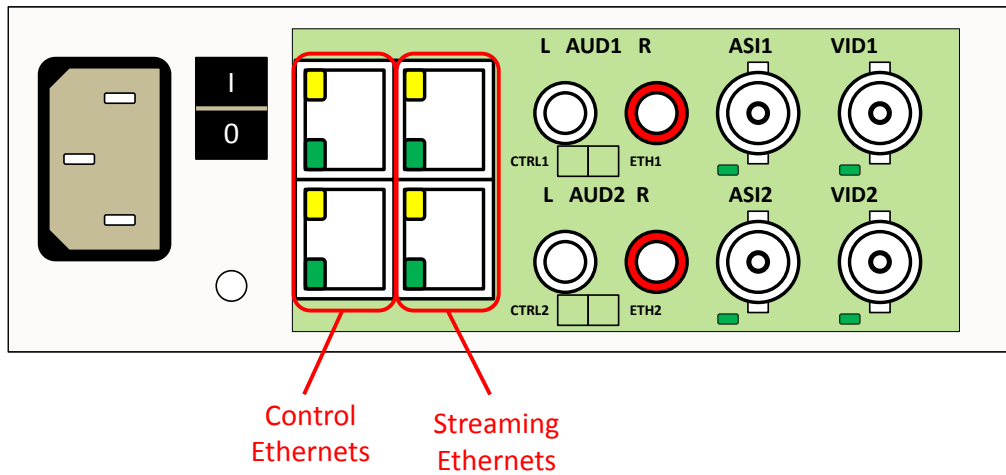 L AUD1 R ASI1 VID1
I
0
CTRL1 ETH1
L AUD2 R ASI2 VID2
CTRL2 ETH2
Control
Ethernets
Streaming
Ethernets